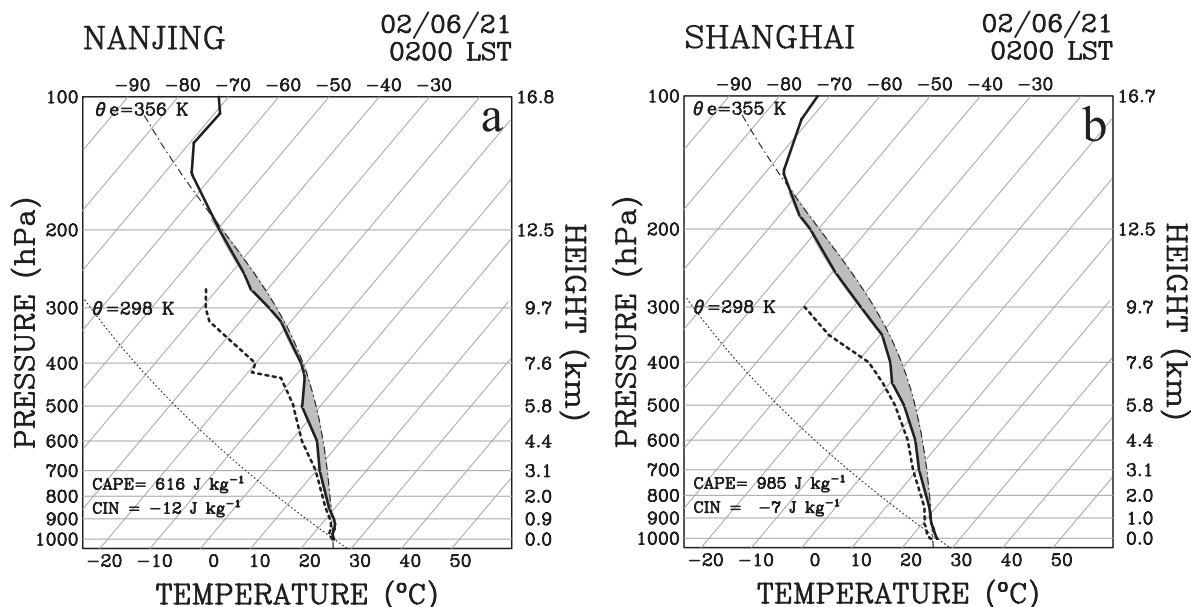 NANJING
02/06/21
0200 LST
−90 −80 −70 −60 −50 −40 −30
a
θe=356 K
θ=298 K
CAPE= 616 J kg⁻¹
CIN = −12 J kg⁻¹
PRESSURE (hPa)
100
200
300
400
500
600
700
800
900
1000
16.8
12.5
9.7
7.6
5.8
4.4
3.1
2.0
0.9
0.0
HEIGHT (km)
−20 −10 0 10 20 30 40 50
TEMPERATURE (°C)
SHANGHAI
02/06/21
0200 LST
−90 −80 −70 −60 −50 −40 −30
b
θe=355 K
θ=298 K
CAPE= 985 J kg⁻¹
CIN = −7 J kg⁻¹
PRESSURE (hPa)
100
200
300
400
500
600
700
800
900
1000
16.7
12.5
9.7
7.6
5.8
4.4
3.1
2.0
1.0
0.0
HEIGHT (km)
−20 −10 0 10 20 30 40 50
TEMPERATURE (°C)